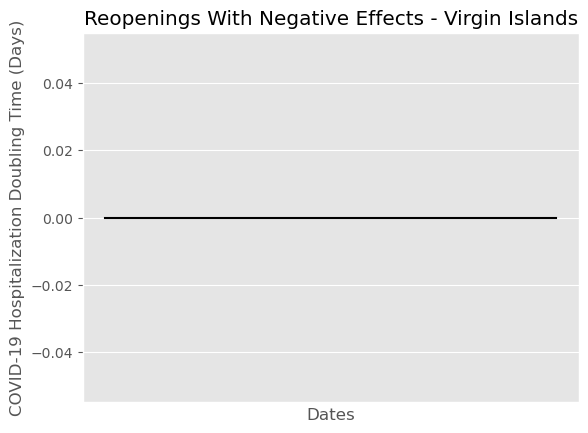 Reopenings With Negative Effects - Virgin Islands
COVID-19 Hospitalization Doubling Time (Days)
0.04
0.02
0.00
−0.02
−0.04
Dates